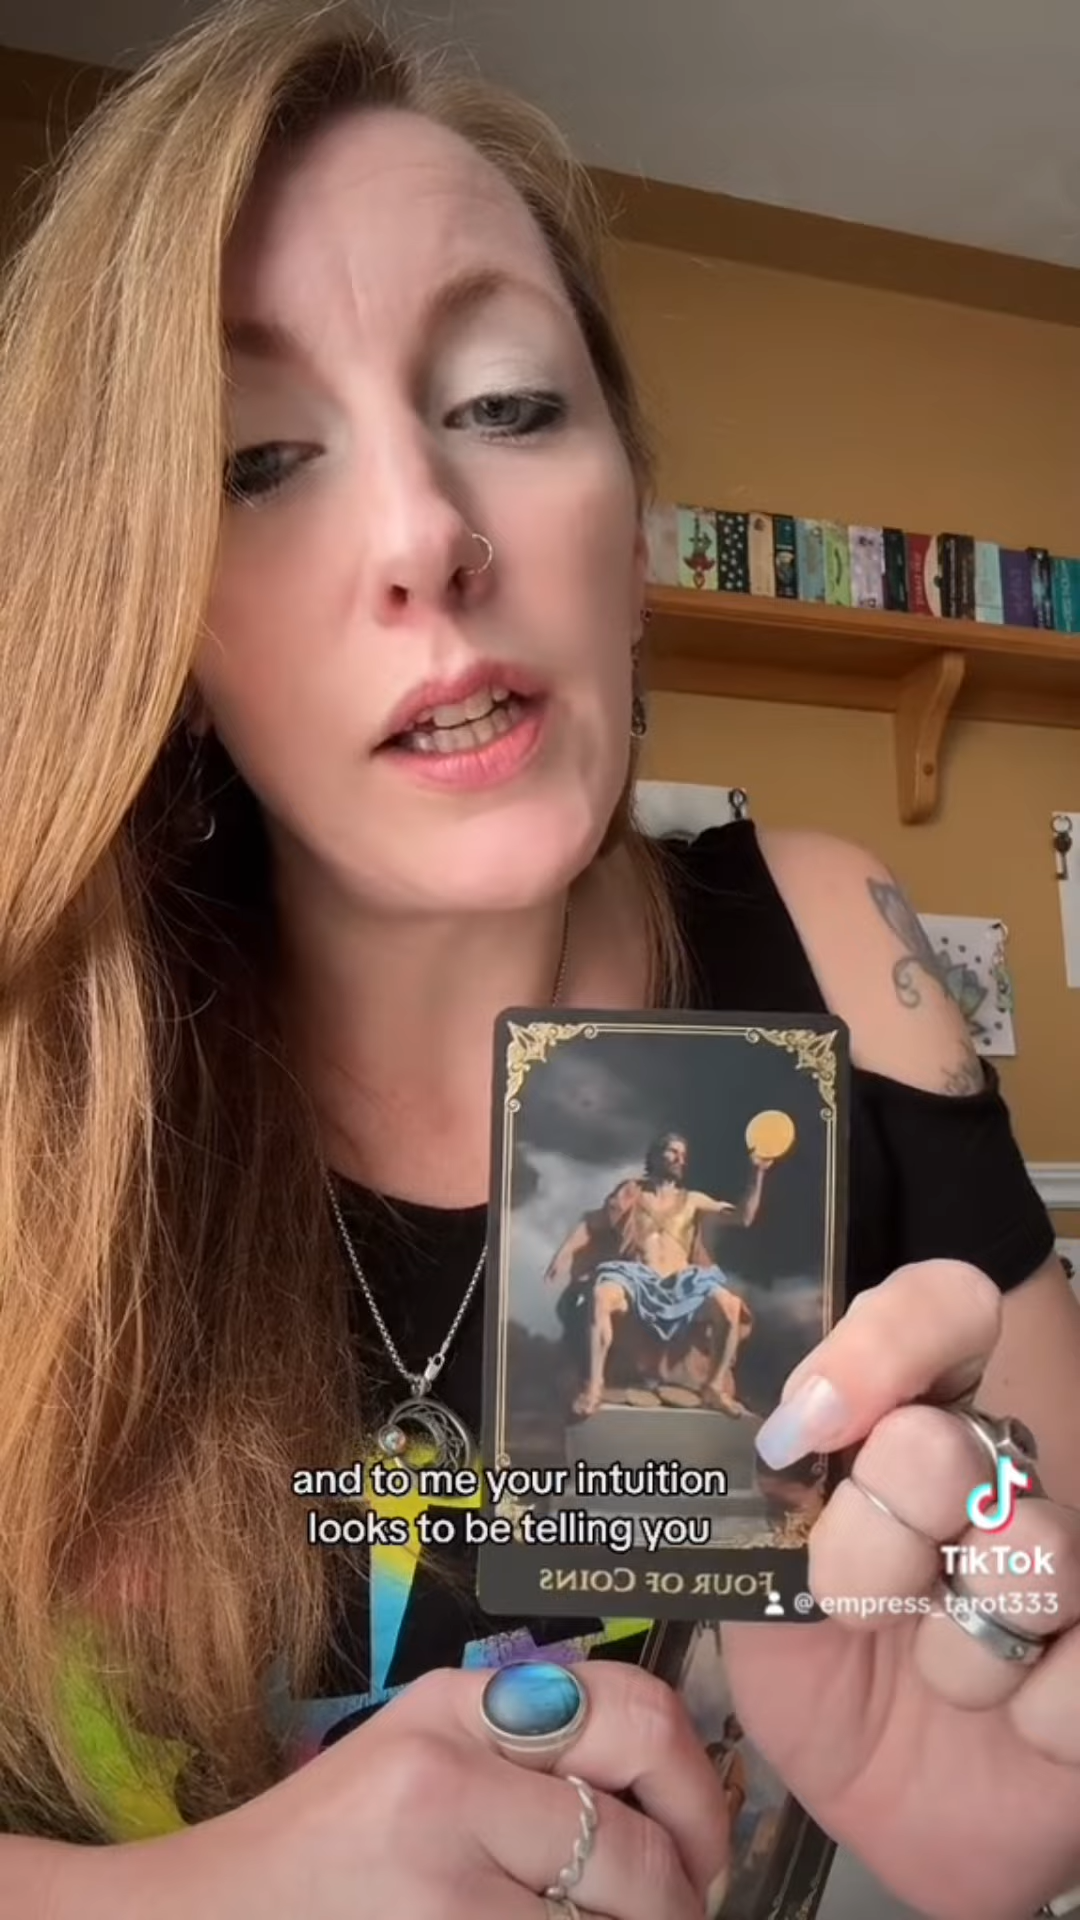 and to me your intuition
looks to be telling you
FOUR OF COINS
TikTok
@empress_tarot333